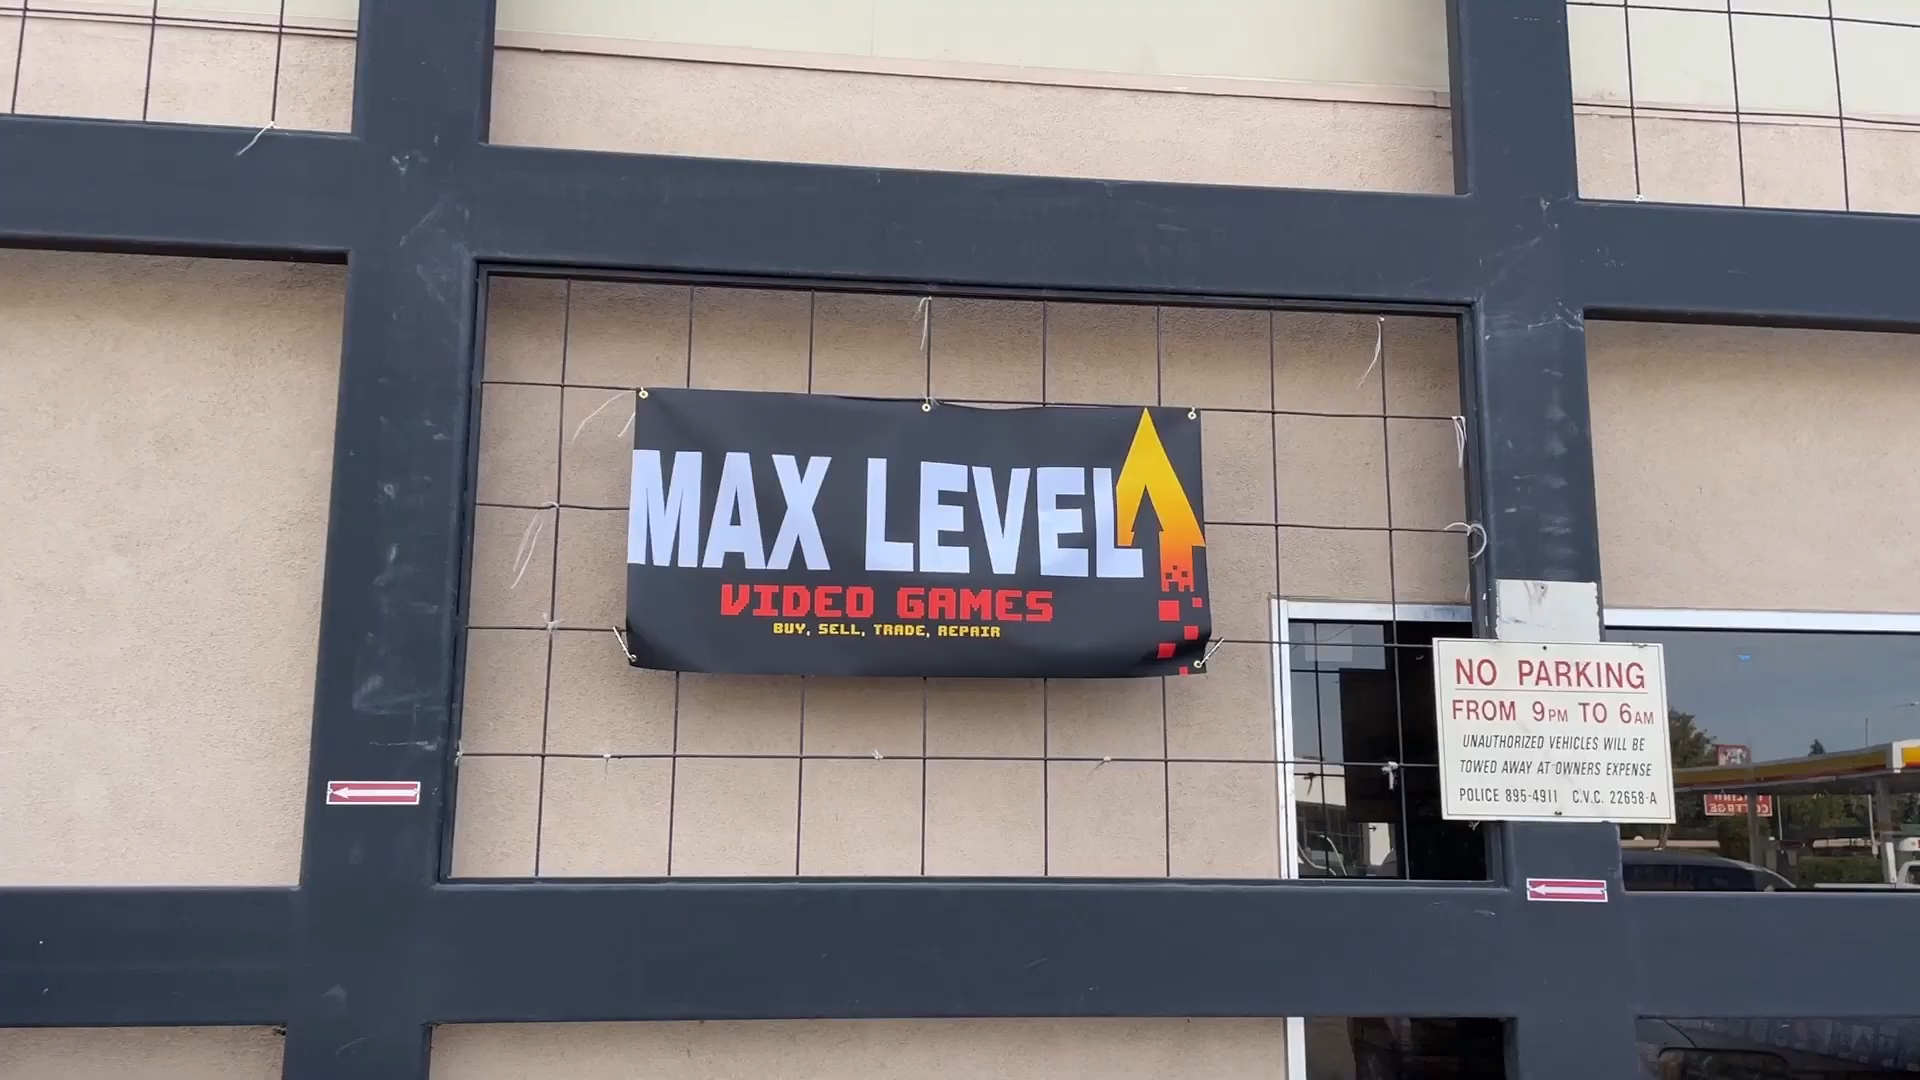 MAX LEVEL
VIDEO GAMES
BUY, SELL, TRADE, REPAIR
NO PARKING
FROM 9PM TO 6AM
UNAUTHORIZED VEHICLES WILL BE
TOWED AWAY AT OWNERS EXPENSE
POLICE 895-4911 C.V.C. 22658-A
COTTAGE